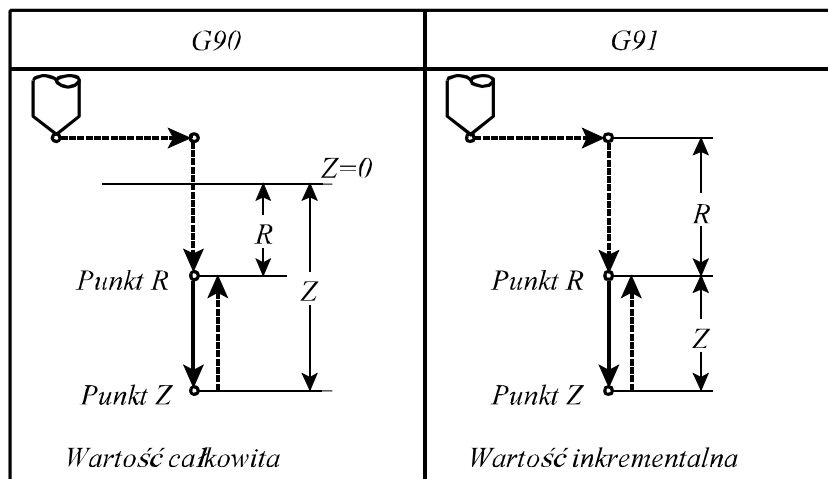 G90
Z=0
R
Punkt R
Z
Punkt Z
Wartość całkowita
G91
R
Punkt R
Z
Punkt Z
Wartość inkrementalna